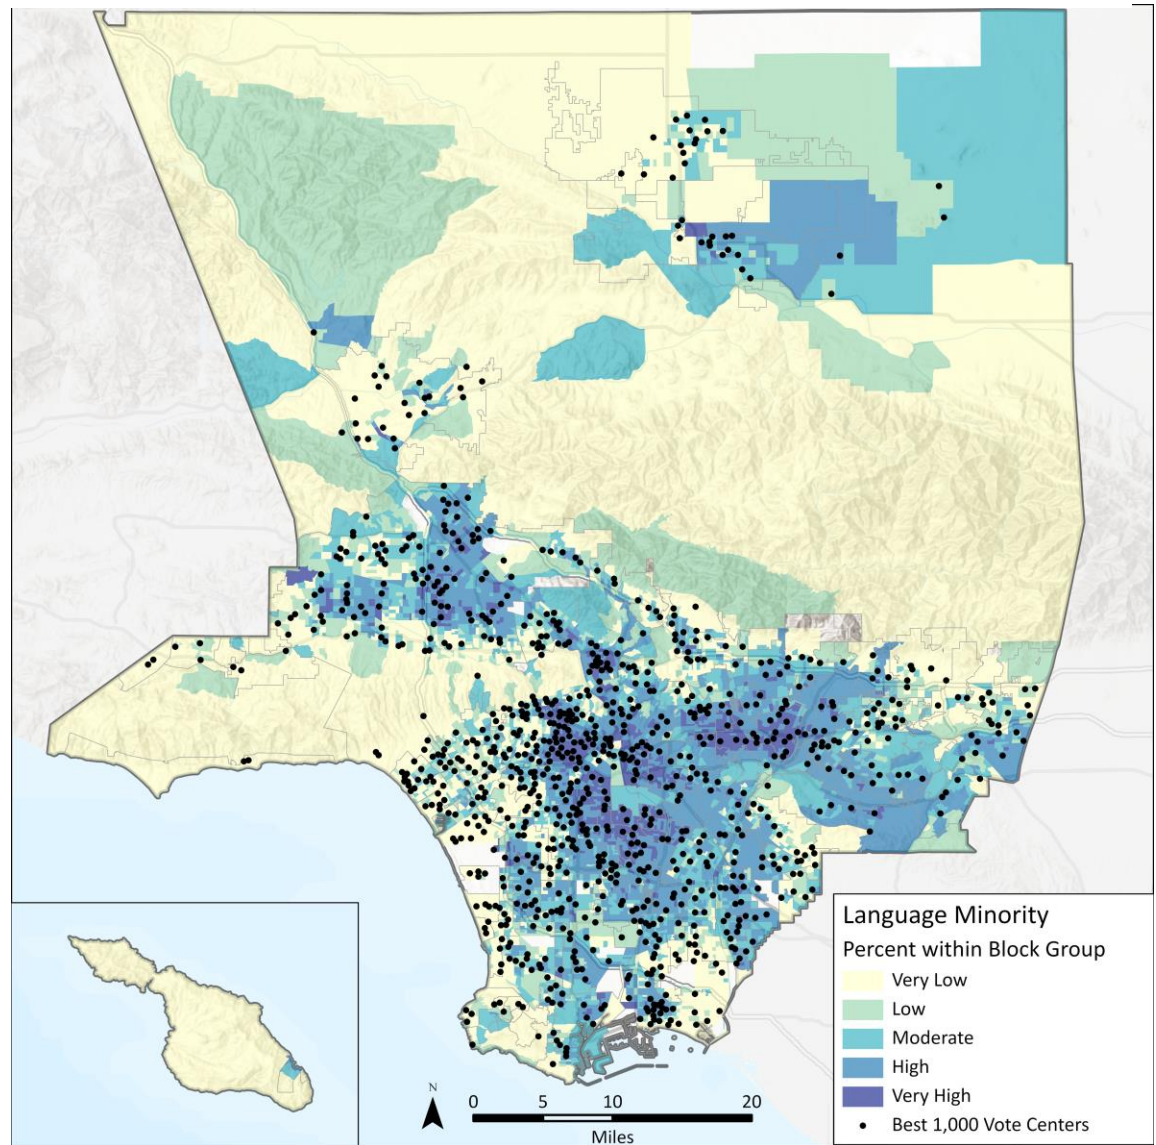 Language Minority
Percent within Block Group
Very Low
Low
Moderate
High
Very High
Best 1,000 Vote Centers
N
0 5 10 20
Miles